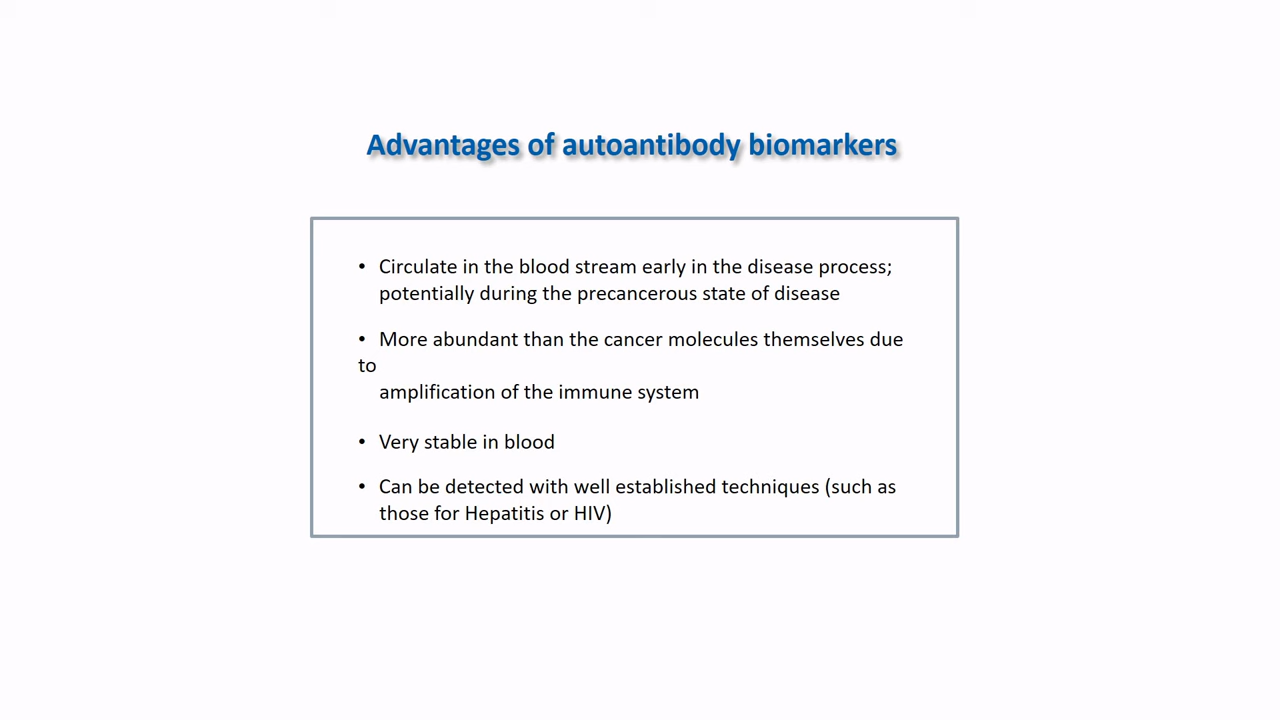 Advantages of autoantibody biomarkers
• Circulate in the blood stream early in the disease process;
potentially during the precancerous state of disease
• More abundant than the cancer molecules themselves due
to
amplification of the immune system
• Very stable in blood
• Can be detected with well established techniques (such as
those for Hepatitis or HIV)